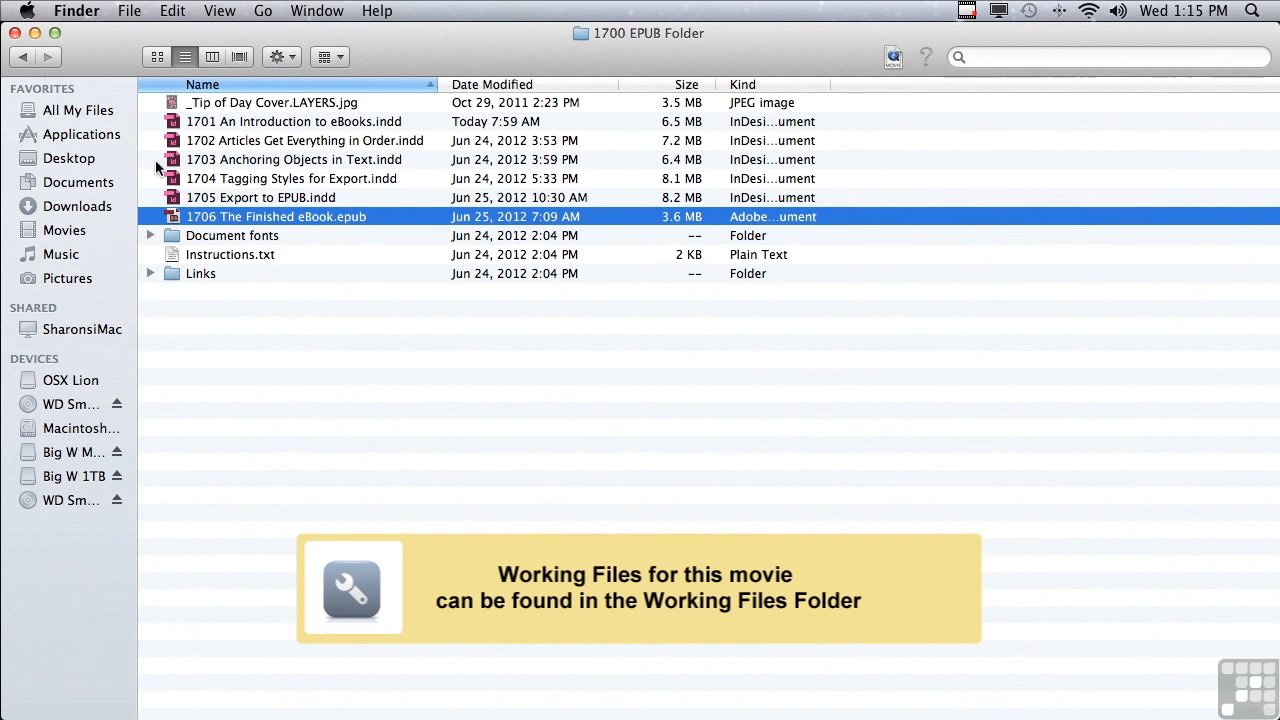 Finder File Edit View Go Window Help Wed 1:15 PM
1700 EPUB Folder
FAVORITES
All My Files
Applications
Desktop
Documents
Downloads
Movies
Music
Pictures
SHARED
SharonsiMac
DEVICES
OSX Lion
WD Sm...
Macintosh...
Big W M...
Big W 1TB
WD Sm...
Name Date Modified Size Kind
_Tip of Day Cover.LAYERS.jpg Oct 29, 2011 2:23 PM 3.5 MB JPEG image
1701 An Introduction to eBooks.indd Today 7:59 AM 6.5 MB InDesi...ument
1702 Articles Get Everything in Order.indd Jun 24, 2012 3:53 PM 7.2 MB InDesi...ument
1703 Anchoring Objects in Text.indd Jun 24, 2012 3:59 PM 6.4 MB InDesi...ument
1704 Tagging Styles for Export.indd Jun 24, 2012 5:33 PM 8.1 MB InDesi...ument
1705 Export to EPUB.indd Jun 25, 2012 10:30 AM 8.2 MB InDesi...ument
1706 The Finished eBook.epub Jun 25, 2012 7:09 AM 3.6 MB Adobe...ument
Document fonts Jun 24, 2012 2:04 PM -- Folder
Instructions.txt Jun 24, 2012 2:04 PM 2 KB Plain Text
Links Jun 24, 2012 2:04 PM -- Folder
Working Files for this movie
can be found in the Working Files Folder